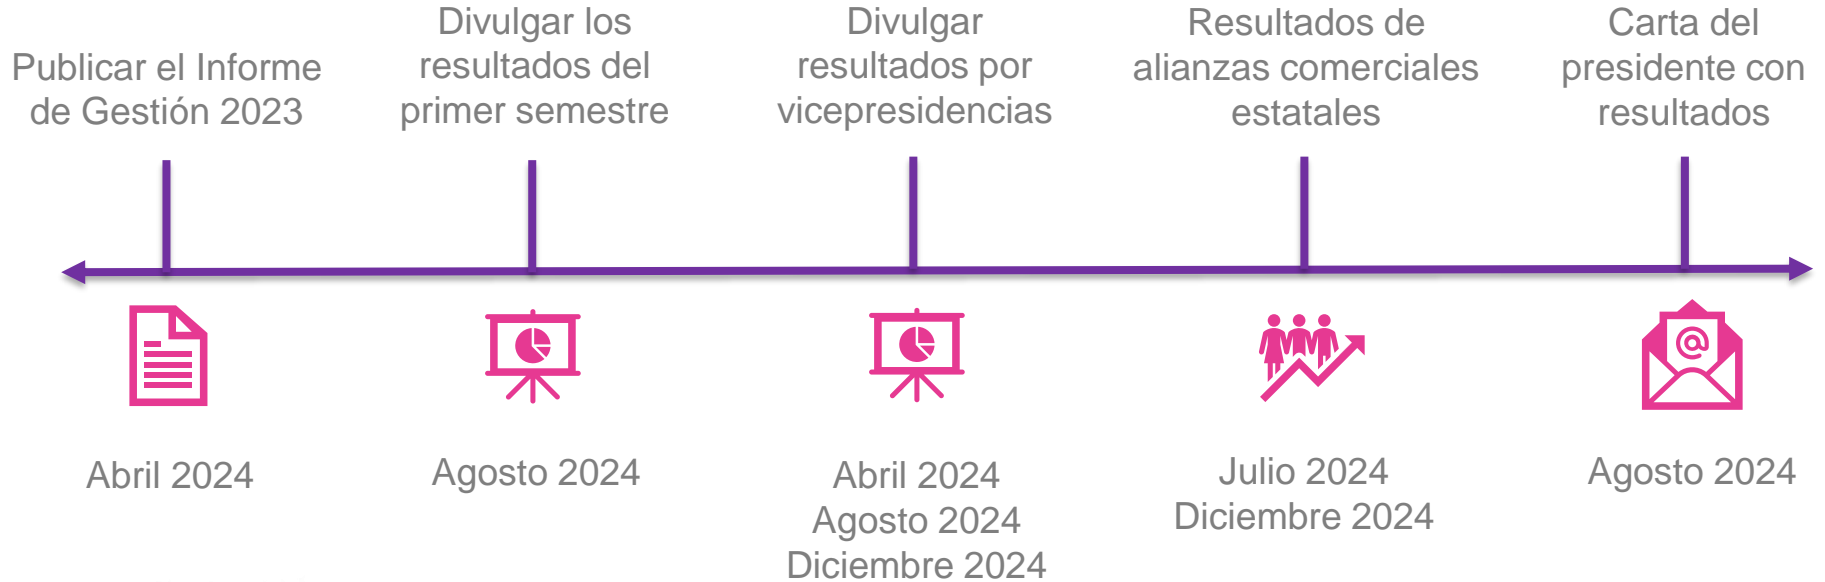 Publicar el Informe
de Gestión 2023
Divulgar los
resultados del
primer semestre
Divulgar
resultados por
vicepresidencias
Resultados de
alianzas comerciales
estatales
Carta del
presidente con
resultados
@
Abril 2024
Agosto 2024
Abril 2024
Agosto 2024
Diciembre 2024
Julio 2024
Diciembre 2024
Agosto 2024